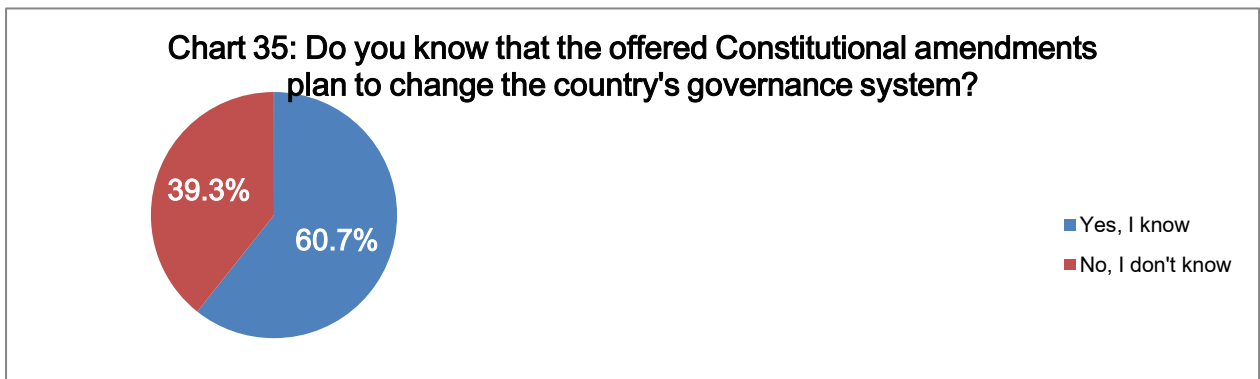 Chart 35: Do you know that the offered Constitutional amendments
plan to change the country's governance system?
39.3%
60.7%
Yes, I know
No, I don't know